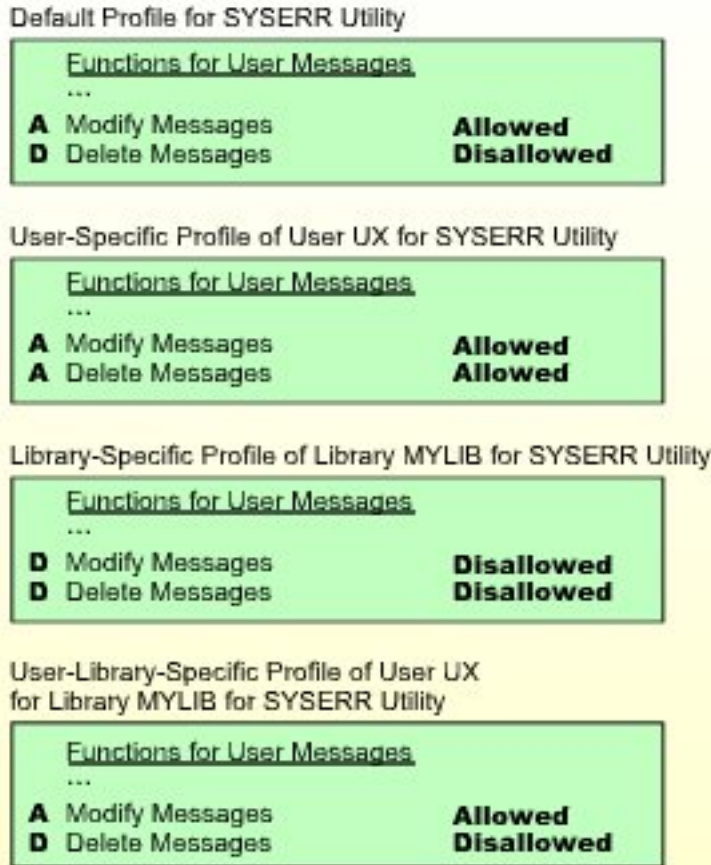 Default Profile for SYSERR Utility
Functions for User Messages
...
A Modify Messages Allowed
D Delete Messages Disallowed
User-Specific Profile of User UX for SYSERR Utility
Functions for User Messages
...
A Modify Messages Allowed
A Delete Messages Allowed
Library-Specific Profile of Library MYLIB for SYSERR Utility
Functions for User Messages
...
D Modify Messages Disallowed
D Delete Messages Disallowed
User-Library-Specific Profile of User UX
for Library MYLIB for SYSERR Utility
Functions for User Messages
...
A Modify Messages Allowed
D Delete Messages Disallowed